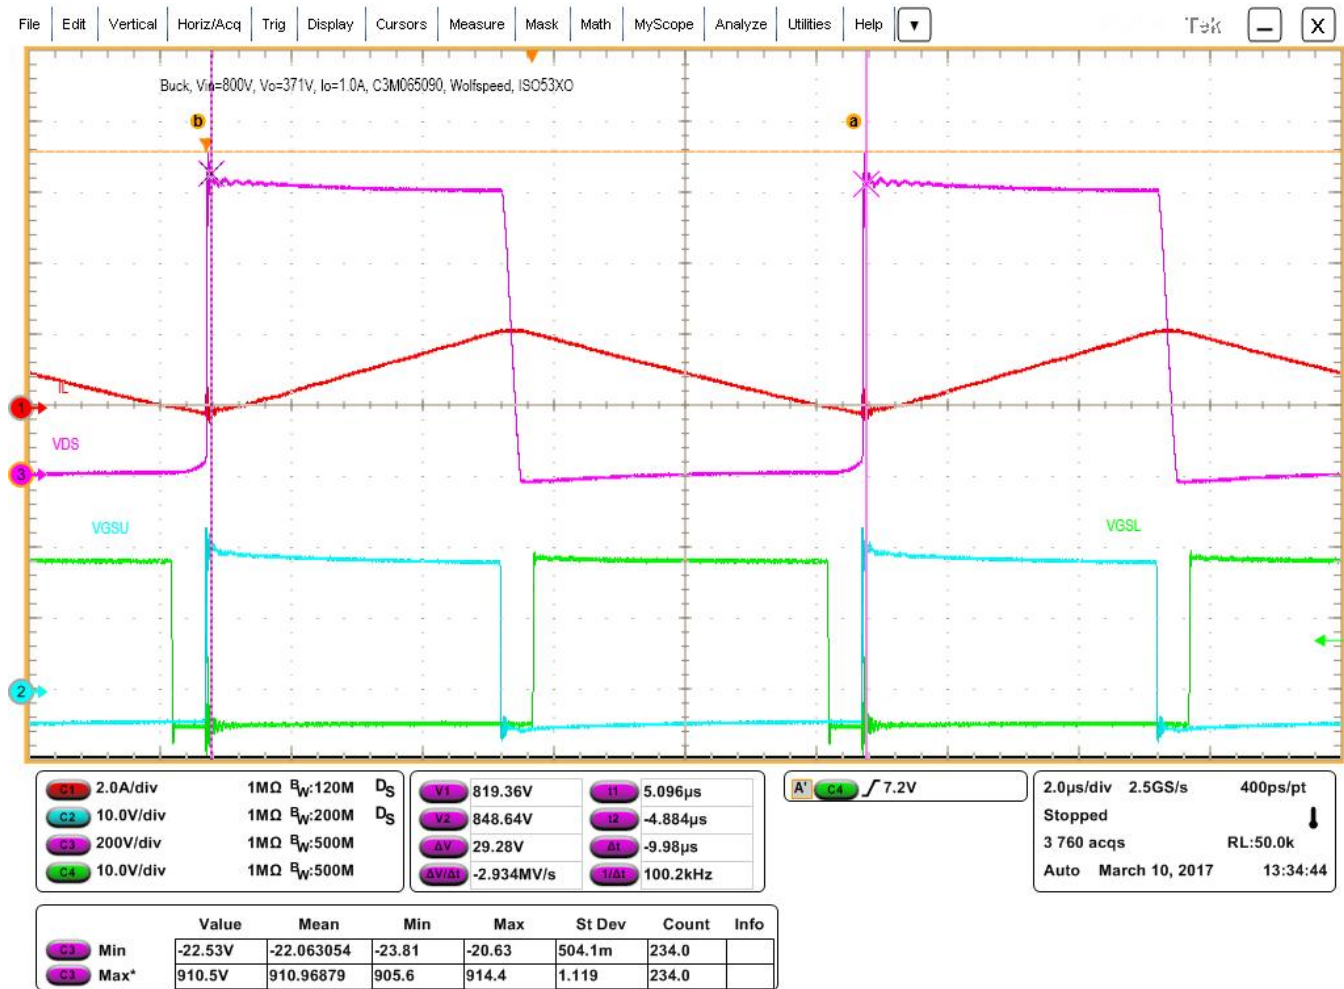 File Edit Vertical Horiz/Acq Trig Display Cursors Measure Mask Math MyScope Analyze Utilities Help Tek X
Buck, Vin=800V, Vo=371V, Io=1.0A, C3M065090, Wolfspeed, ISO53XO
b a
IL
1
VDS
3
VGSU VGSL
2
C1 2.0A/div 1MΩ BW:120M DS
C2 10.0V/div 1MΩ BW:200M DS
C3 200V/div 1MΩ BW:500M
C4 10.0V/div 1MΩ BW:500M
V1 819.36V t1 5.096µs
V2 848.64V t2 -4.884µs
ΔV 29.28V Δt -9.98µs
ΔV/Δt -2.934MV/s 1/Δt 100.2kHz
A' C4 7.2V
2.0µs/div 2.5GS/s 400ps/pt
Stopped
3 760 acqs RL:50.0k
Auto March 10, 2017 13:34:44
Value Mean Min Max St Dev Count Info
C3 Min -22.53V -22.063054 -23.81 -20.63 504.1m 234.0
C3 Max* 910.5V 910.96879 905.6 914.4 1.119 234.0